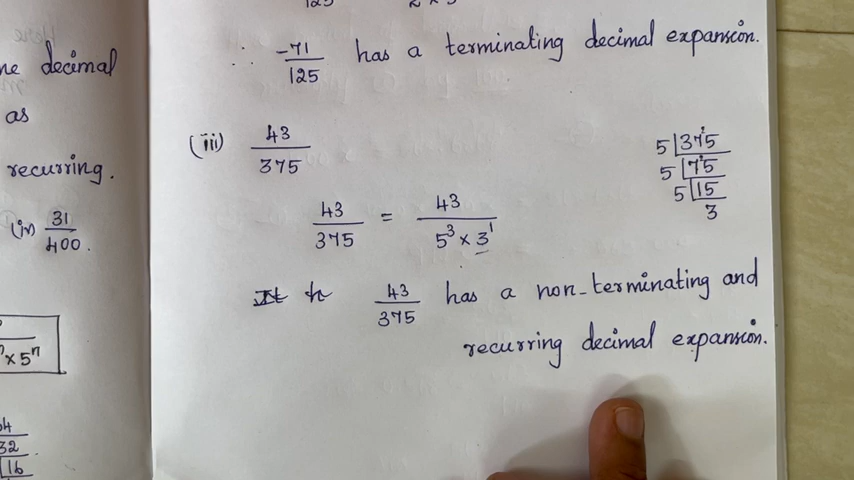 ne decimal
as
recurring.
31
400.
× 5ⁿ
32
16
125
∴ -71/125 has a terminating decimal expansion.
(iii) 43/375
43/375 = 43/5³ × 3¹
5 375
5 75
5 15
3
It 43/375 has a non-terminating and
recurring decimal expansion.